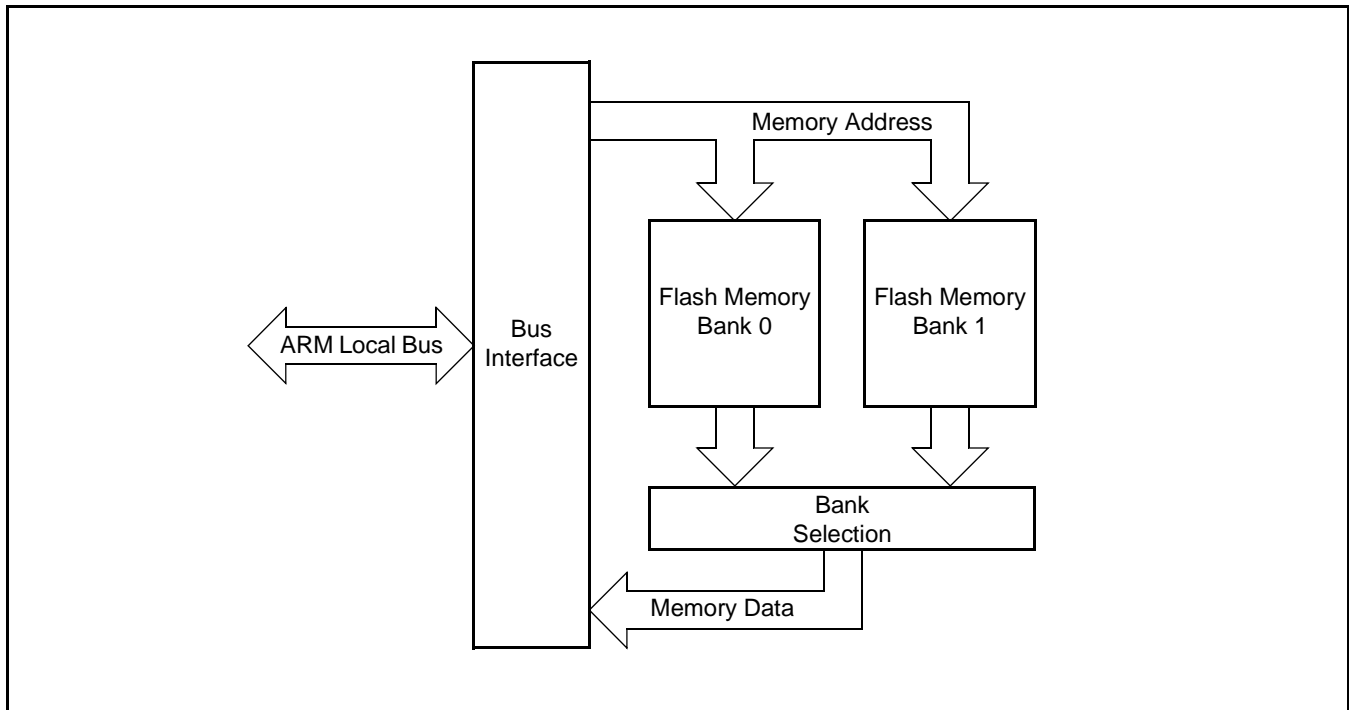 Memory Address
Flash Memory
Bank 0
Flash Memory
Bank 1
ARM Local Bus
Bus
Interface
Bank
Selection
Memory Data